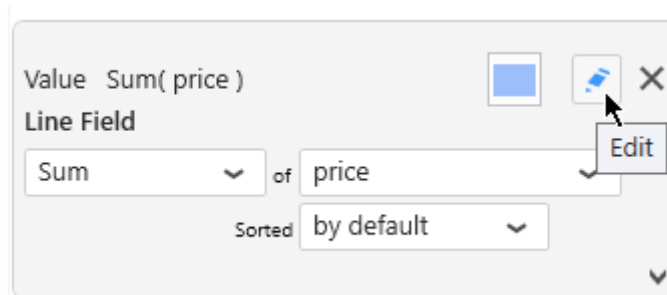 Value Sum( price )
Line Field
Edit
Sum of price
Sorted by default